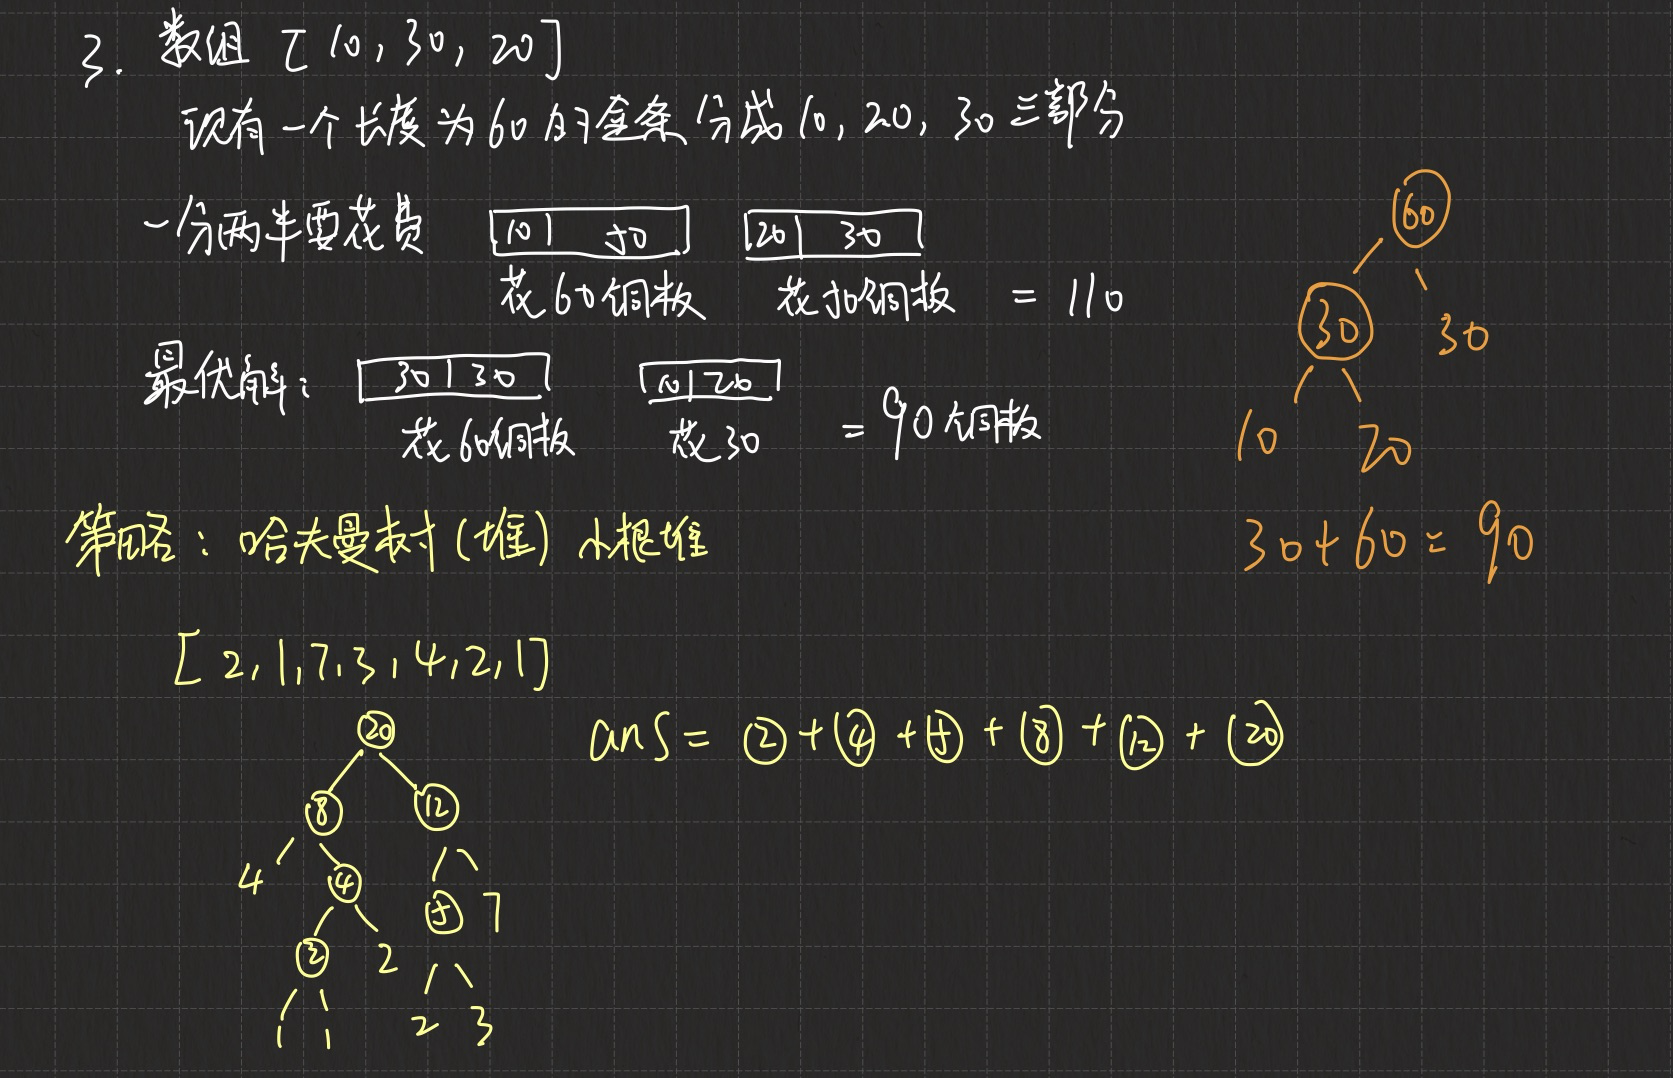 3. 数组 [10, 30, 20]
现有一个长度为60的金条分成10, 20, 30三部分
一分两半要花费 10 50 20 30
花60铜板 花50铜板 = 110
最优解: 30 30 10 20
花60铜板 花30 = 90铜板
60
30 30
10 20
30+60=90
策略: 哈夫曼树(堆) 小根堆
[2, 1, 7, 3, 4, 2, 1]
ans = ② + ④ + ⑤ + ⑧ + ⑫ + ⑳
⑳
⑧ ⑫
4 ④ ⑤ 7
② 2
1 1 2 3